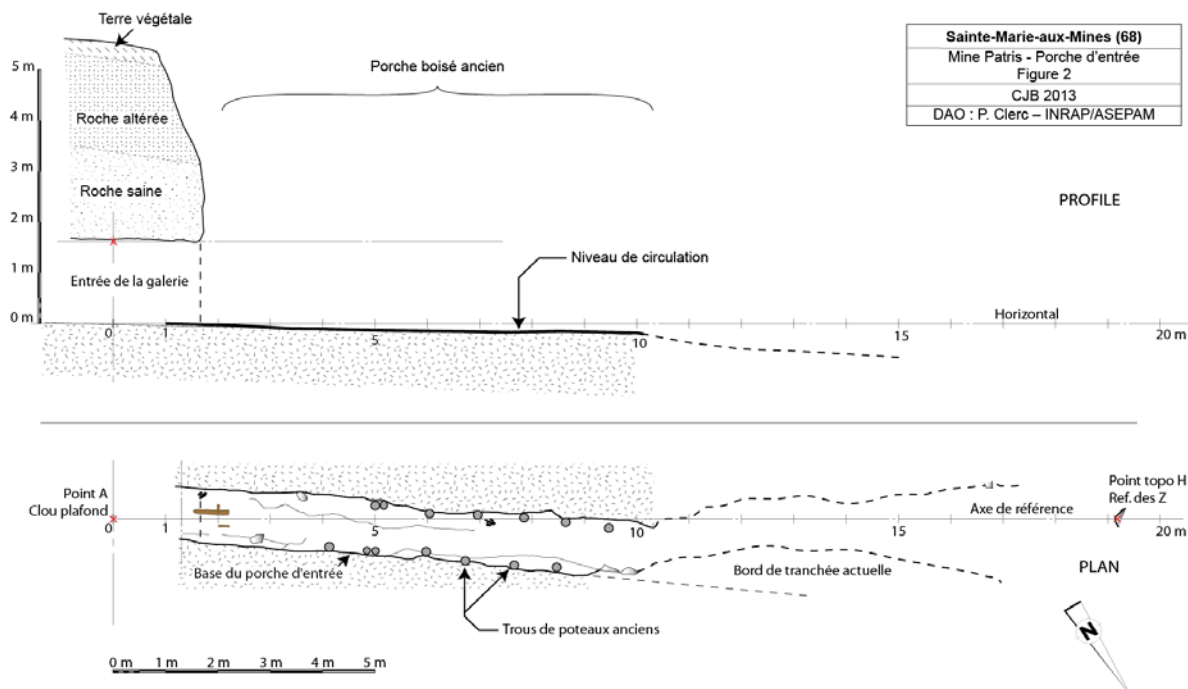 Terre végétale
Sainte-Marie-aux-Mines (68)
Mine Patris - Porche d'entrée
Figure 2
CJB 2013
DAO : P. Clerc – INRAP/ASEPAM
Porche boisé ancien
5 m
4 m
Roche altérée
3 m
Roche saine
PROFILE
2 m
Niveau de circulation
1 m
Entrée de la galerie
0 m
Horizontal
0
1
5
10
15
20 m
Point A
Clou plafond
Point topo H
Ref. des Z
Axe de référence
0
1
5
10
15
20 m
Base du porche d'entrée
Bord de tranchée actuelle
PLAN
Trous de poteaux anciens
N
0 m 1 m 2 m 3 m 4 m 5 m